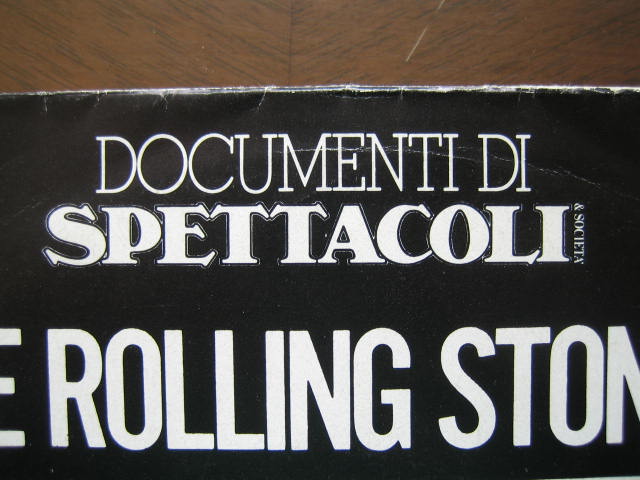 DOCUMENTI DI
SPETTACOLI
& SOCIETÀ
E ROLLING STON